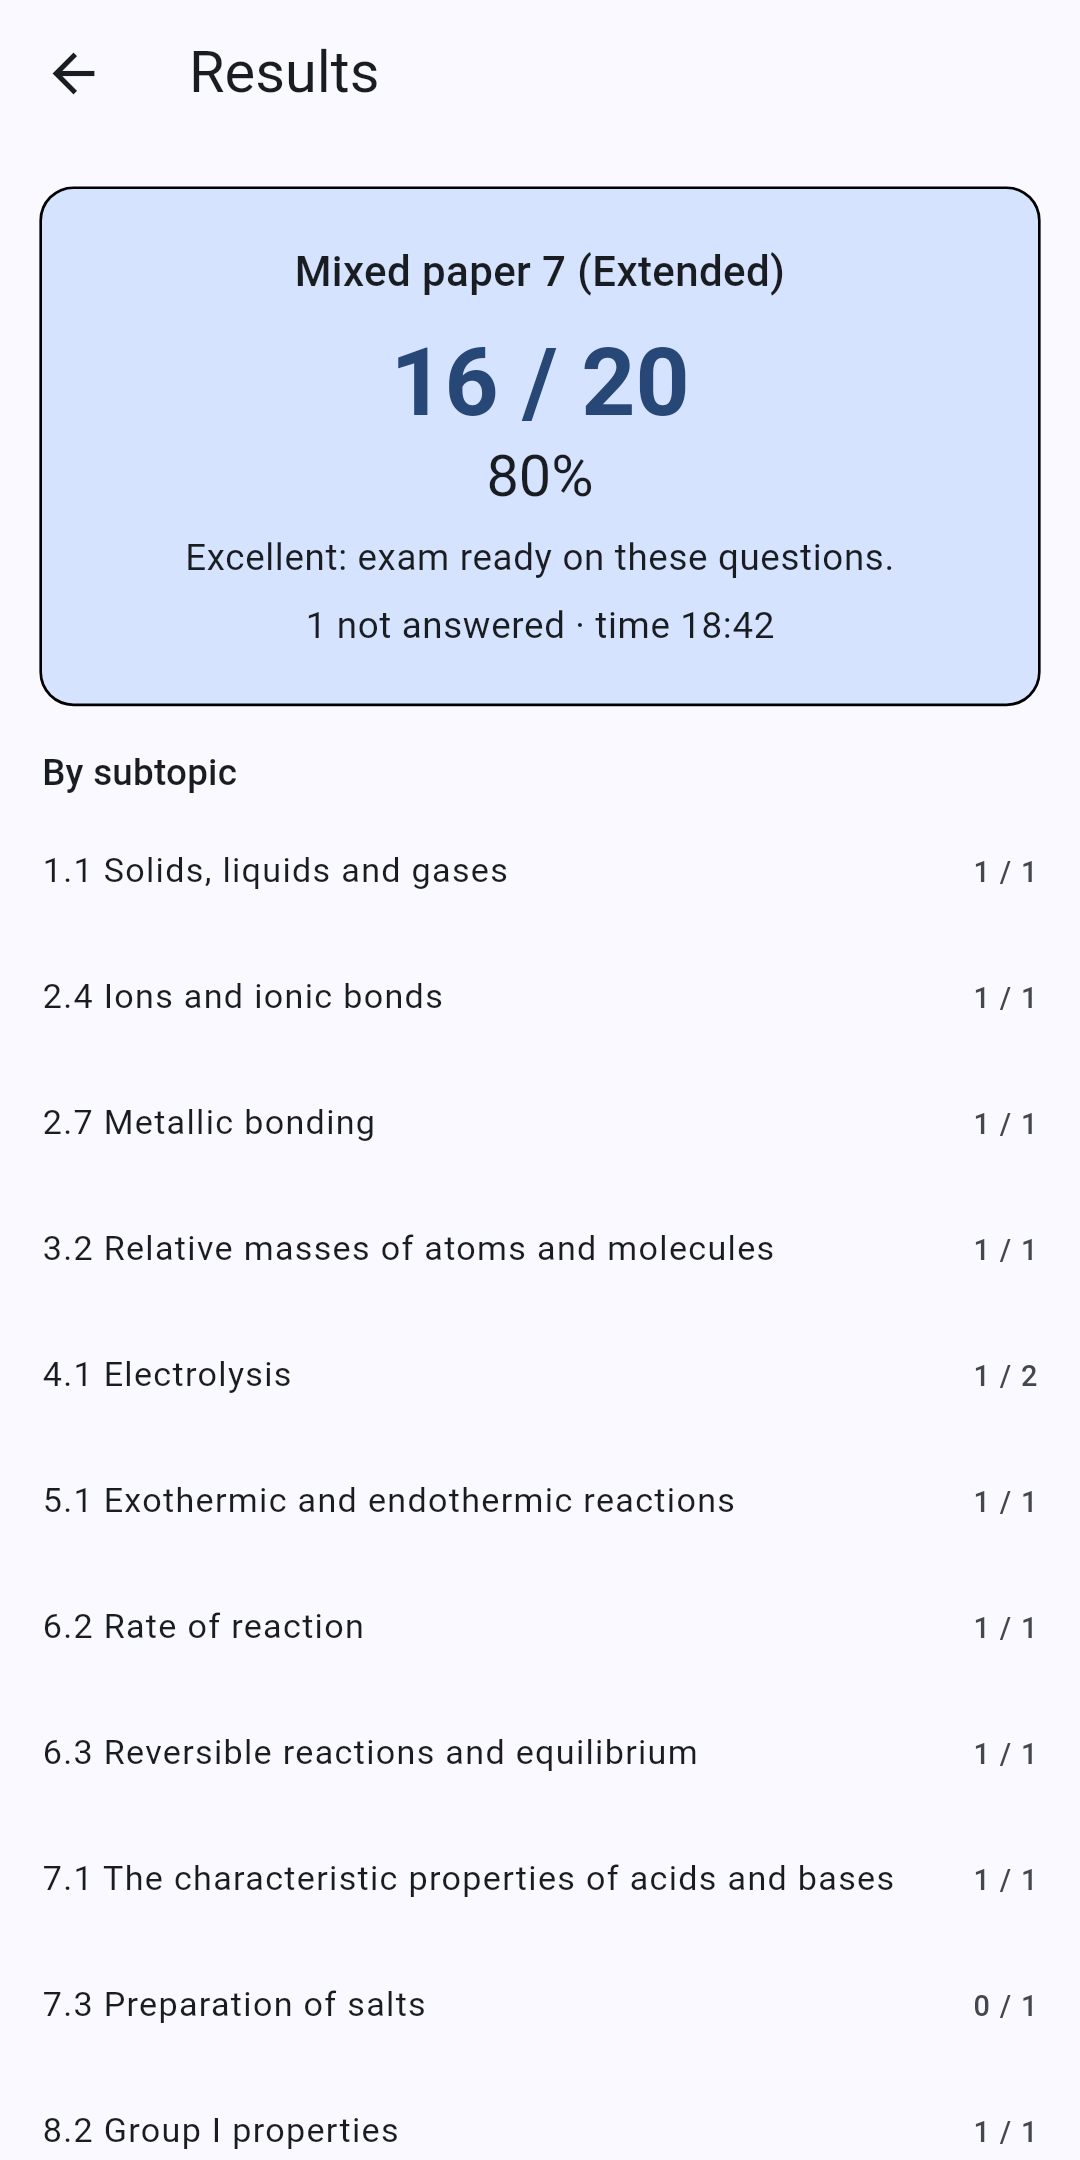 Results
Mixed paper 7 (Extended)
16 / 20
80%
Excellent: exam ready on these questions.
1 not answered · time 18:42
By subtopic
1.1 Solids, liquids and gases 1 / 1
2.4 Ions and ionic bonds 1 / 1
2.7 Metallic bonding 1 / 1
3.2 Relative masses of atoms and molecules 1 / 1
4.1 Electrolysis 1 / 2
5.1 Exothermic and endothermic reactions 1 / 1
6.2 Rate of reaction 1 / 1
6.3 Reversible reactions and equilibrium 1 / 1
7.1 The characteristic properties of acids and bases 1 / 1
7.3 Preparation of salts 0 / 1
8.2 Group I properties 1 / 1